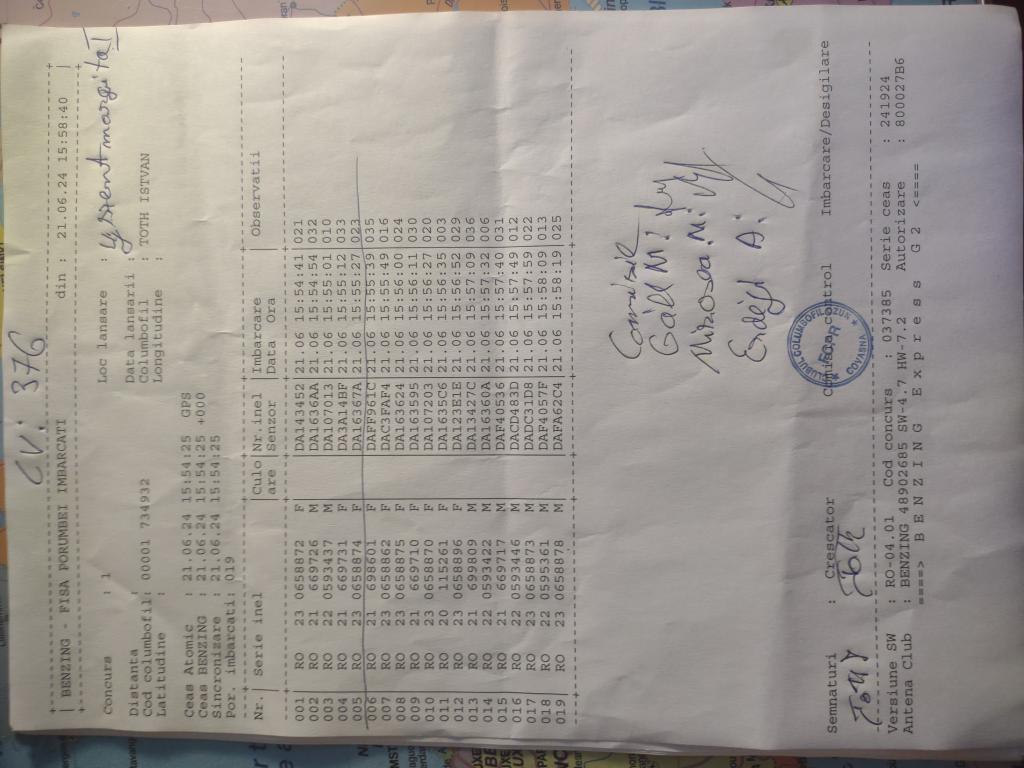 CV: 376
| BENZING - FISA PORUMBEI IMBARCATI din : 21.06.24 15:58:40 |
Concurs : 1 Loc lansare :
Distanta : Data lansarii :
Cod columbofil: 00001 734932 Columbofil : TOTH ISTVAN
Latitudine : Longitudine :
Ceas Atomic : 21.06.24 15:54:25 GPS
Ceas BENZING : 21.06.24 15:54:25 +000
Sincronizare : 21.06.24 15:54:25
Por. imbarcati: 019
Nr.| Serie inel |Culo|Nr.inel |Imbarcare | Observatii
|are |Senzor |Data Ora |
001| RO 23 0658872 F | |DA143452|21.06 15:54:41|021
002| RO 21 669726 M | |DA1636AA|21.06 15:54:54|032
003| RO 22 0593437 M | |DA107013|21.06 15:55:01|010
004| RO 21 669731 F | |DA3A14BF|21.06 15:55:12|033
005| RO 23 0658874 F | |DA16367A|21.06 15:55:27|023
006| RO 21 698601 F | |DAFF961C|21.06 15:55:39|035
007| RO 23 0658862 F | |DAC3FAF4|21.06 15:55:49|016
008| RO 23 0658875 F | |DA163624|21.06 15:56:00|024
009| RO 21 669710 F | |DA163595|21.06 15:56:11|030
010| RO 23 0658870 F | |DA107203|21.06 15:56:27|020
011| RO 20 115261 F | |DA1635C6|21.06 15:56:35|003
012| RO 23 0658896 F | |DA123B1E|21.06 15:56:52|029
013| RO 21 699809 M | |DA13427C|21.06 15:57:09|036
014| RO 22 0593422 M | |DA16360A|21.06 15:57:32|006
015| RO 21 669717 M | |DAF40536|21.06 15:57:40|031
016| RO 22 0593446 M | |DACD483D|21.06 15:57:49|012
017| RO 23 0658873 M | |DADC31D8|21.06 15:57:59|022
018| RO 22 0595361 M | |DAF4057F|21.06 15:58:09|013
019| RO 23 0658878 M | |DAFA62C4|21.06 15:58:19|025
Comisie
Gáll M.
A.
Semnaturi : Crescator Comisia control Imbarcare/Desigilare
COLUMBOFIL OZUN
COVASNA
Toth Toth
Versiune SW : RO-04.01 Cod concurs : 037385 Serie ceas : 241924
Antena Club : BENZING 48902685 SW-4.7 HW-7.2 Autorizare : 800027B6
====> B E N Z I N G E x p r e s s G 2 <====